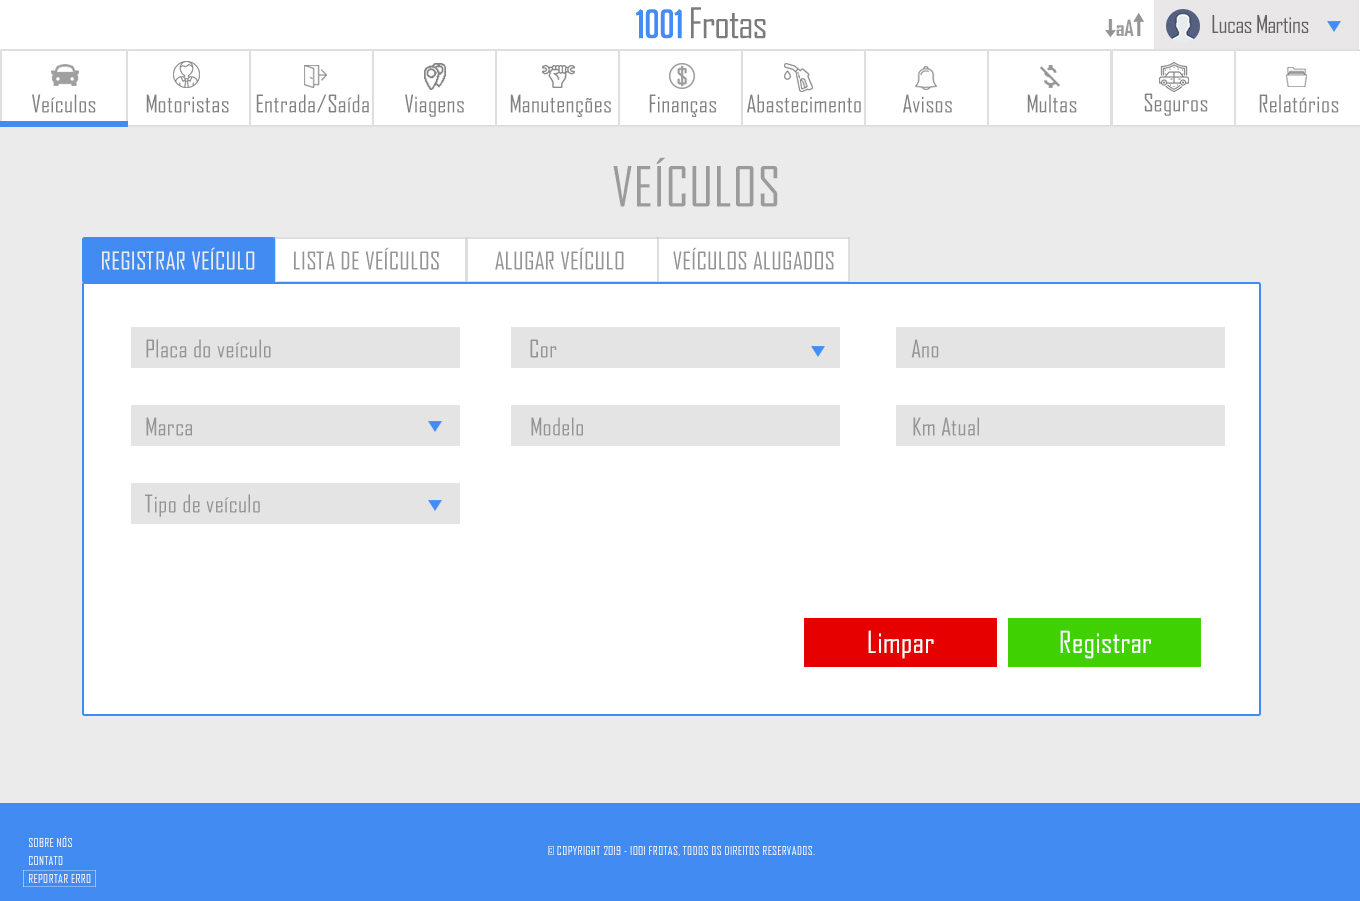 1001 Frotas
aA
Lucas Martins
Veículos
Motoristas
Entrada/Saída
Viagens
Manutenções
Finanças
Abastecimento
Avisos
Multas
Seguros
Relatórios
VEÍCULOS
REGISTRAR VEÍCULO
LISTA DE VEÍCULOS
ALUGAR VEÍCULO
VEÍCULOS ALUGADOS
Placa do veículo
Cor
Ano
Marca
Modelo
Km Atual
Tipo de veículo
Limpar
Registrar
SOBRE NÓS
CONTATO
REPORTAR ERRO
© COPYRIGHT 2019 - 1001 FROTAS, TODOS OS DIREITOS RESERVADOS.